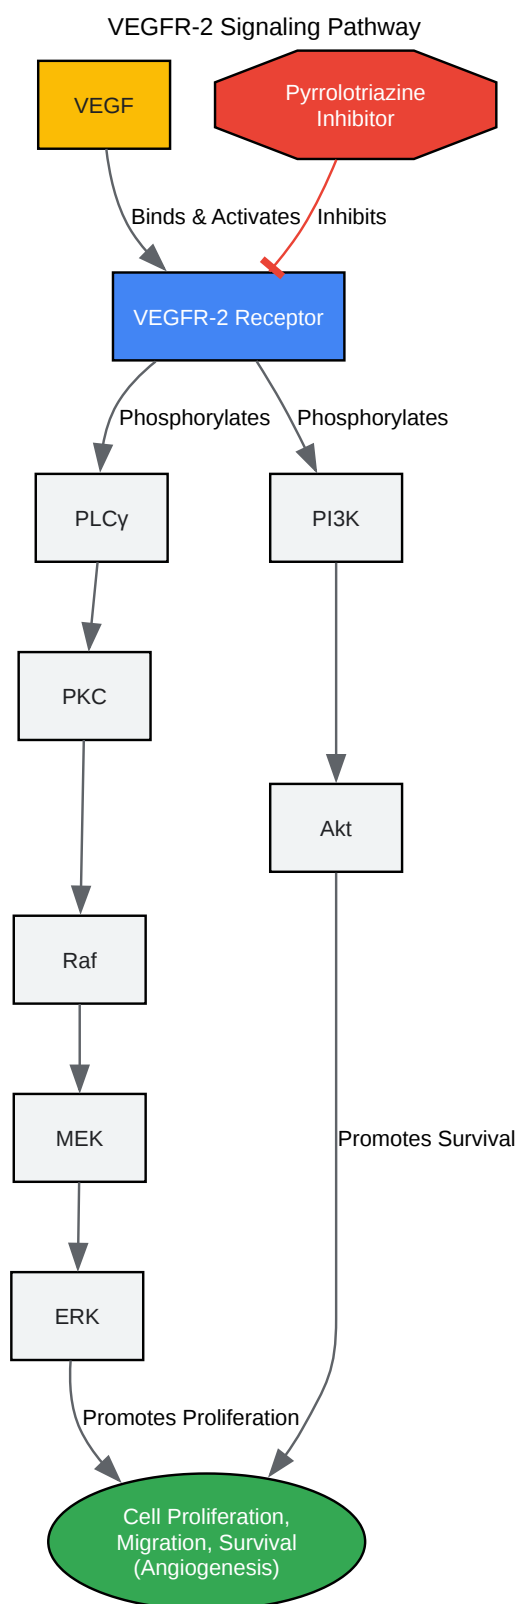 VEGFR-2 Signaling Pathway
VEGF
Pyrrolotriazine
Inhibitor
Binds & Activates
Inhibits
VEGFR-2 Receptor
Phosphorylates
Phosphorylates
PLCγ
PI3K
PKC
Akt
Raf
MEK
Promotes Survival
ERK
Promotes Proliferation
Cell Proliferation,
Migration, Survival
(Angiogenesis)